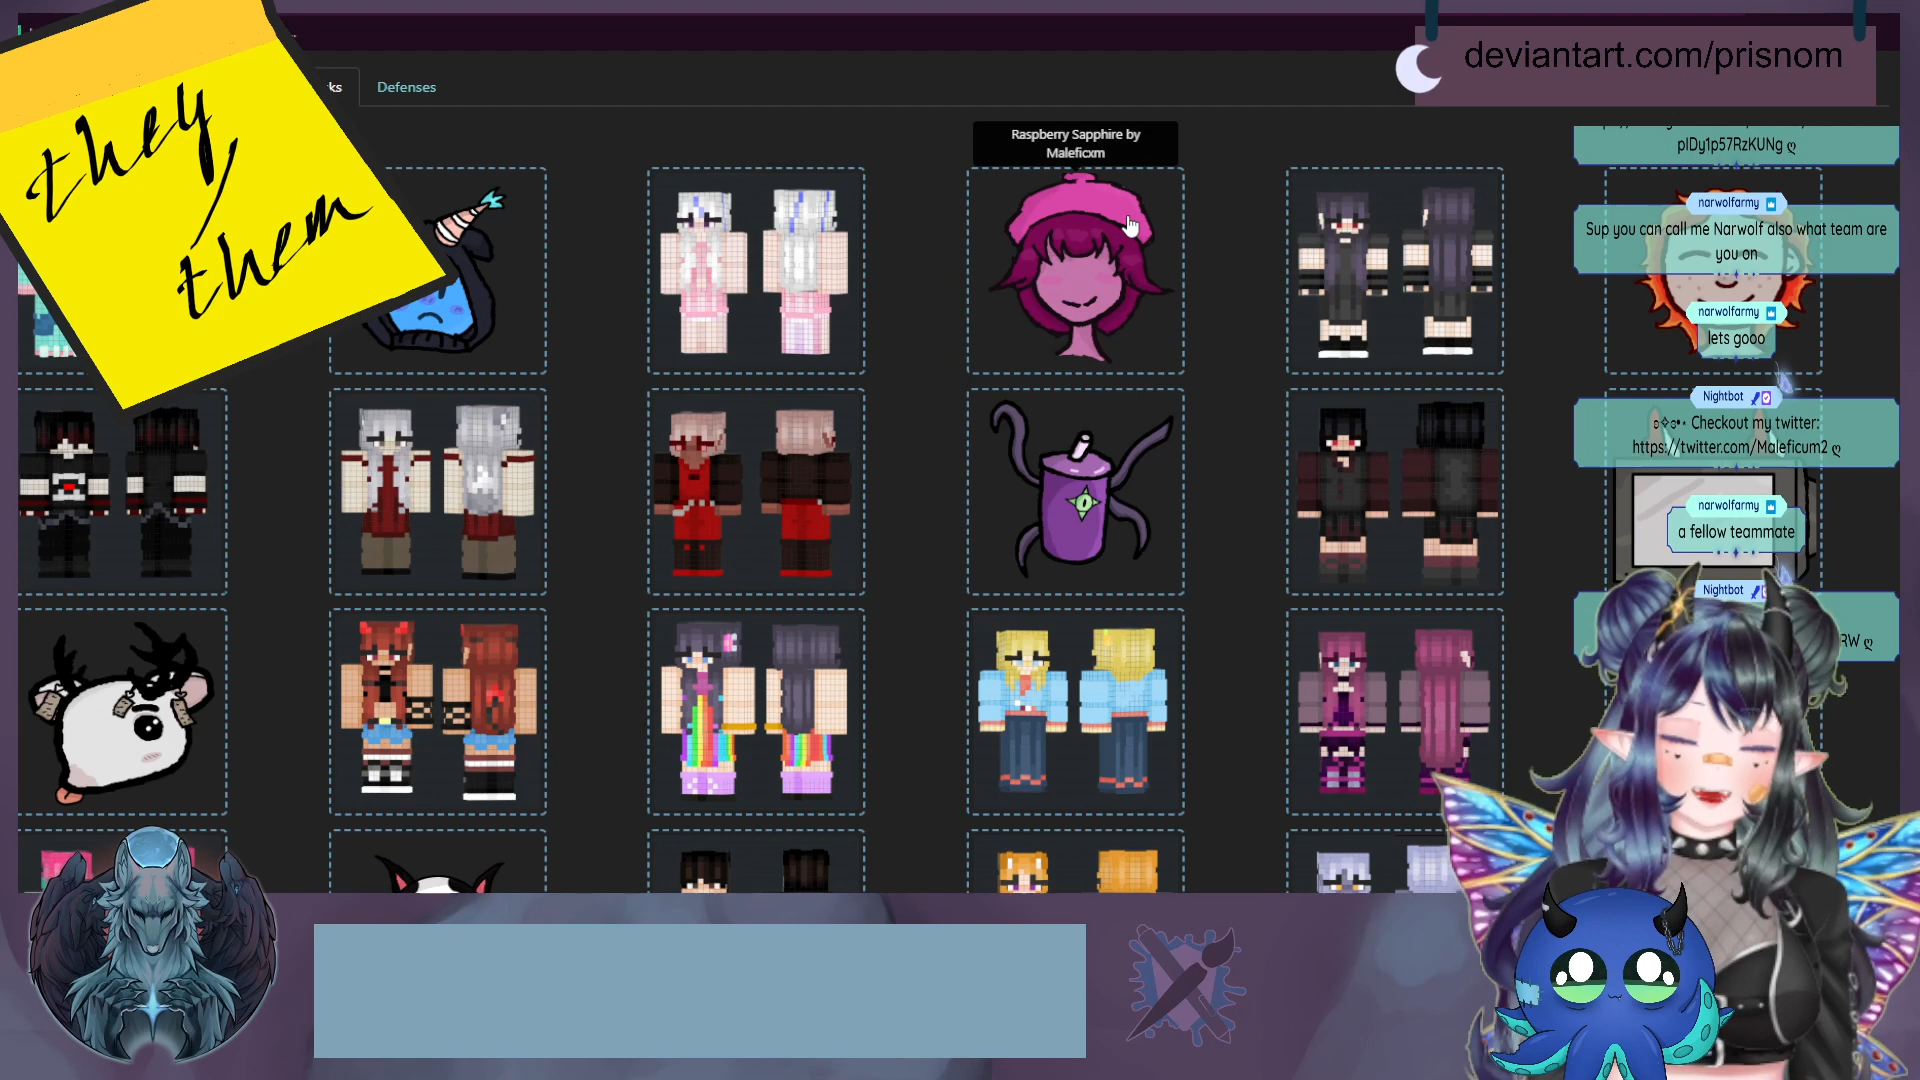 they
/
them
ks
Defenses
deviantart.com/prisnom
Raspberry Sapphire by
Maleficxm
plDy1p57RzKUNg ღ
narwolfarmy
Sup you can call me Narwolf also what team are
you on
narwolfarmy
lets gooo
Nightbot
Checkout my twitter:
https://twitter.com/Maleficum2 ღ
narwolfarmy
a fellow teammate
Nightbot
RW ღ